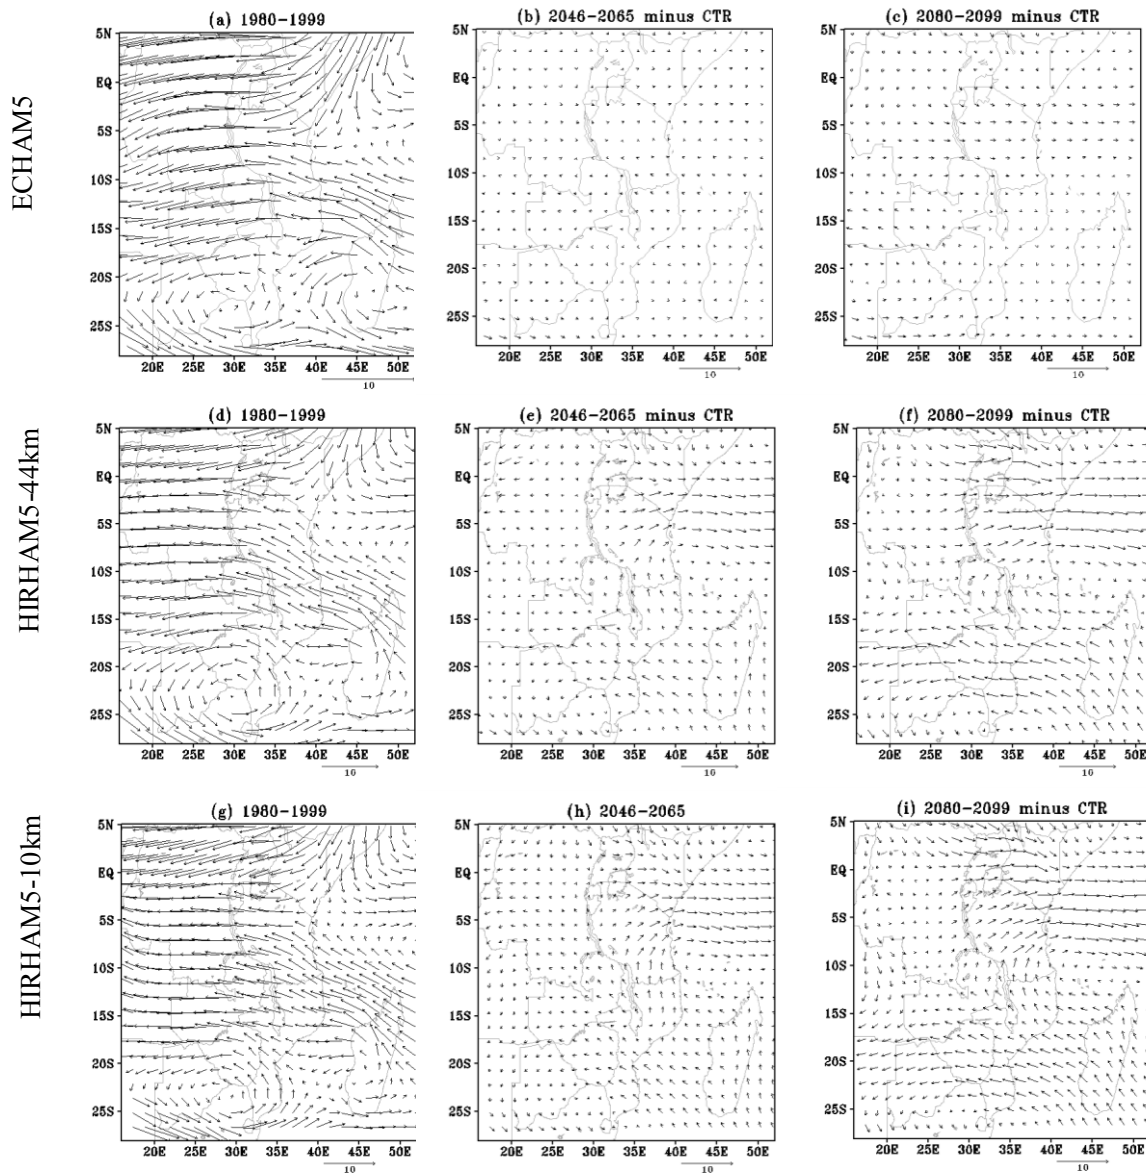 (a) 1980-1999 (b) 2046-2065 minus CTR (c) 2080-2099 minus CTR
ECHAM5
5N 5N 5N
EQ EQ EQ
5S 5S 5S
10S 10S 10S
15S 15S 15S
20S 20S 20S
25S 25S 25S
20E 25E 30E 35E 40E 45E 50E 20E 25E 30E 35E 40E 45E 50E 20E 25E 30E 35E 40E 45E 50E
10 10 10
(d) 1980-1999 (e) 2046-2065 minus CTR (f) 2080-2099 minus CTR
HIRHAM5-44km
5N 5N 5N
EQ EQ EQ
5S 5S 5S
10S 10S 10S
15S 15S 15S
20S 20S 20S
25S 25S 25S
20E 25E 30E 35E 40E 45E 50E 20E 25E 30E 35E 40E 45E 50E 20E 25E 30E 35E 40E 45E 50E
10 10 10
(g) 1980-1999 (h) 2046-2065 (i) 2080-2099 minus CTR
HIRHAM5-10km
5N 5N 5N
EQ EQ EQ
5S 5S 5S
10S 10S 10S
15S 15S 15S
20S 20S 20S
25S 25S 25S
20E 25E 30E 35E 40E 45E 50E 20E 25E 30E 35E 40E 45E 50E 20E 25E 30E 35E 40E 45E 50E
10 10 10